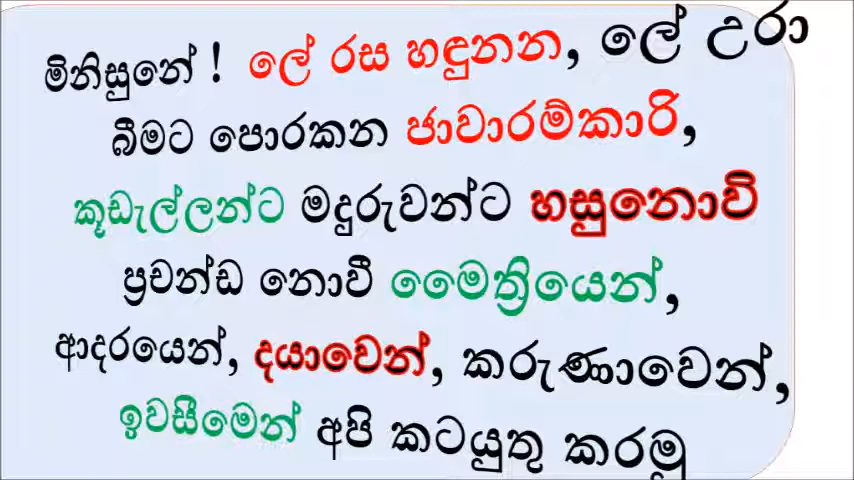 මිනිසුනේ ! ලේ රස හඳුනන, ලේ උරා
බීමට පොරකන ජාවාරම්කාරි,
කූඩැල්ලන්ට මදුරුවන්ට හසුනොවි
ප්‍රචන්ඩ නොවී මෛත්‍රියෙන්,
ආදරයෙන්, දයාවෙන්, කරුණාවෙන්,
ඉවසීමෙන් අපි කටයුතු කරමු